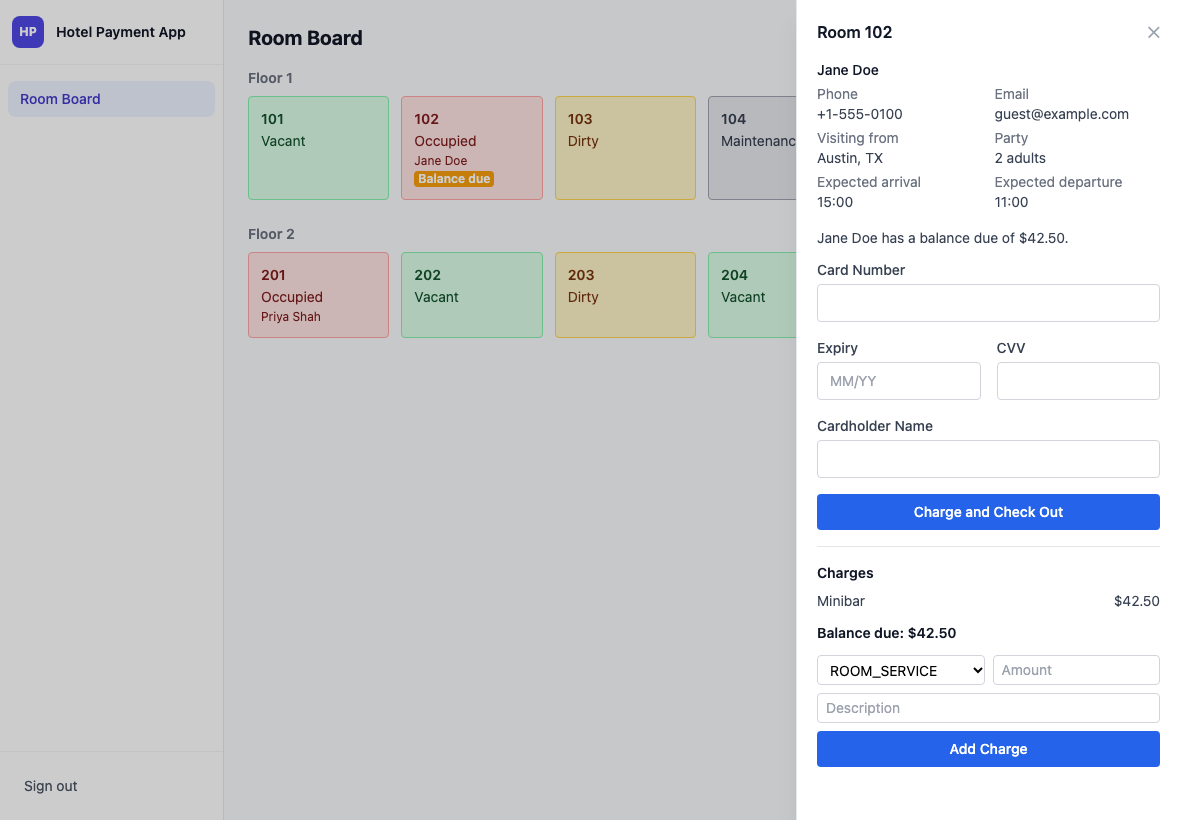 HP
Hotel Payment App
Room Board
Sign out
Room Board
Floor 1
101
Vacant
102
Occupied
Jane Doe
Balance due
103
Dirty
104
Maintenanc
Floor 2
201
Occupied
Priya Shah
202
Vacant
203
Dirty
204
Vacant
Room 102
Jane Doe
Phone
+1-555-0100
Email
guest@example.com
Visiting from
Austin, TX
Party
2 adults
Expected arrival
15:00
Expected departure
11:00
Jane Doe has a balance due of $42.50.
Card Number
Expiry
MM/YY
CVV
Cardholder Name
Charge and Check Out
Charges
Minibar $42.50
Balance due: $42.50
ROOM_SERVICE
Amount
Description
Add Charge